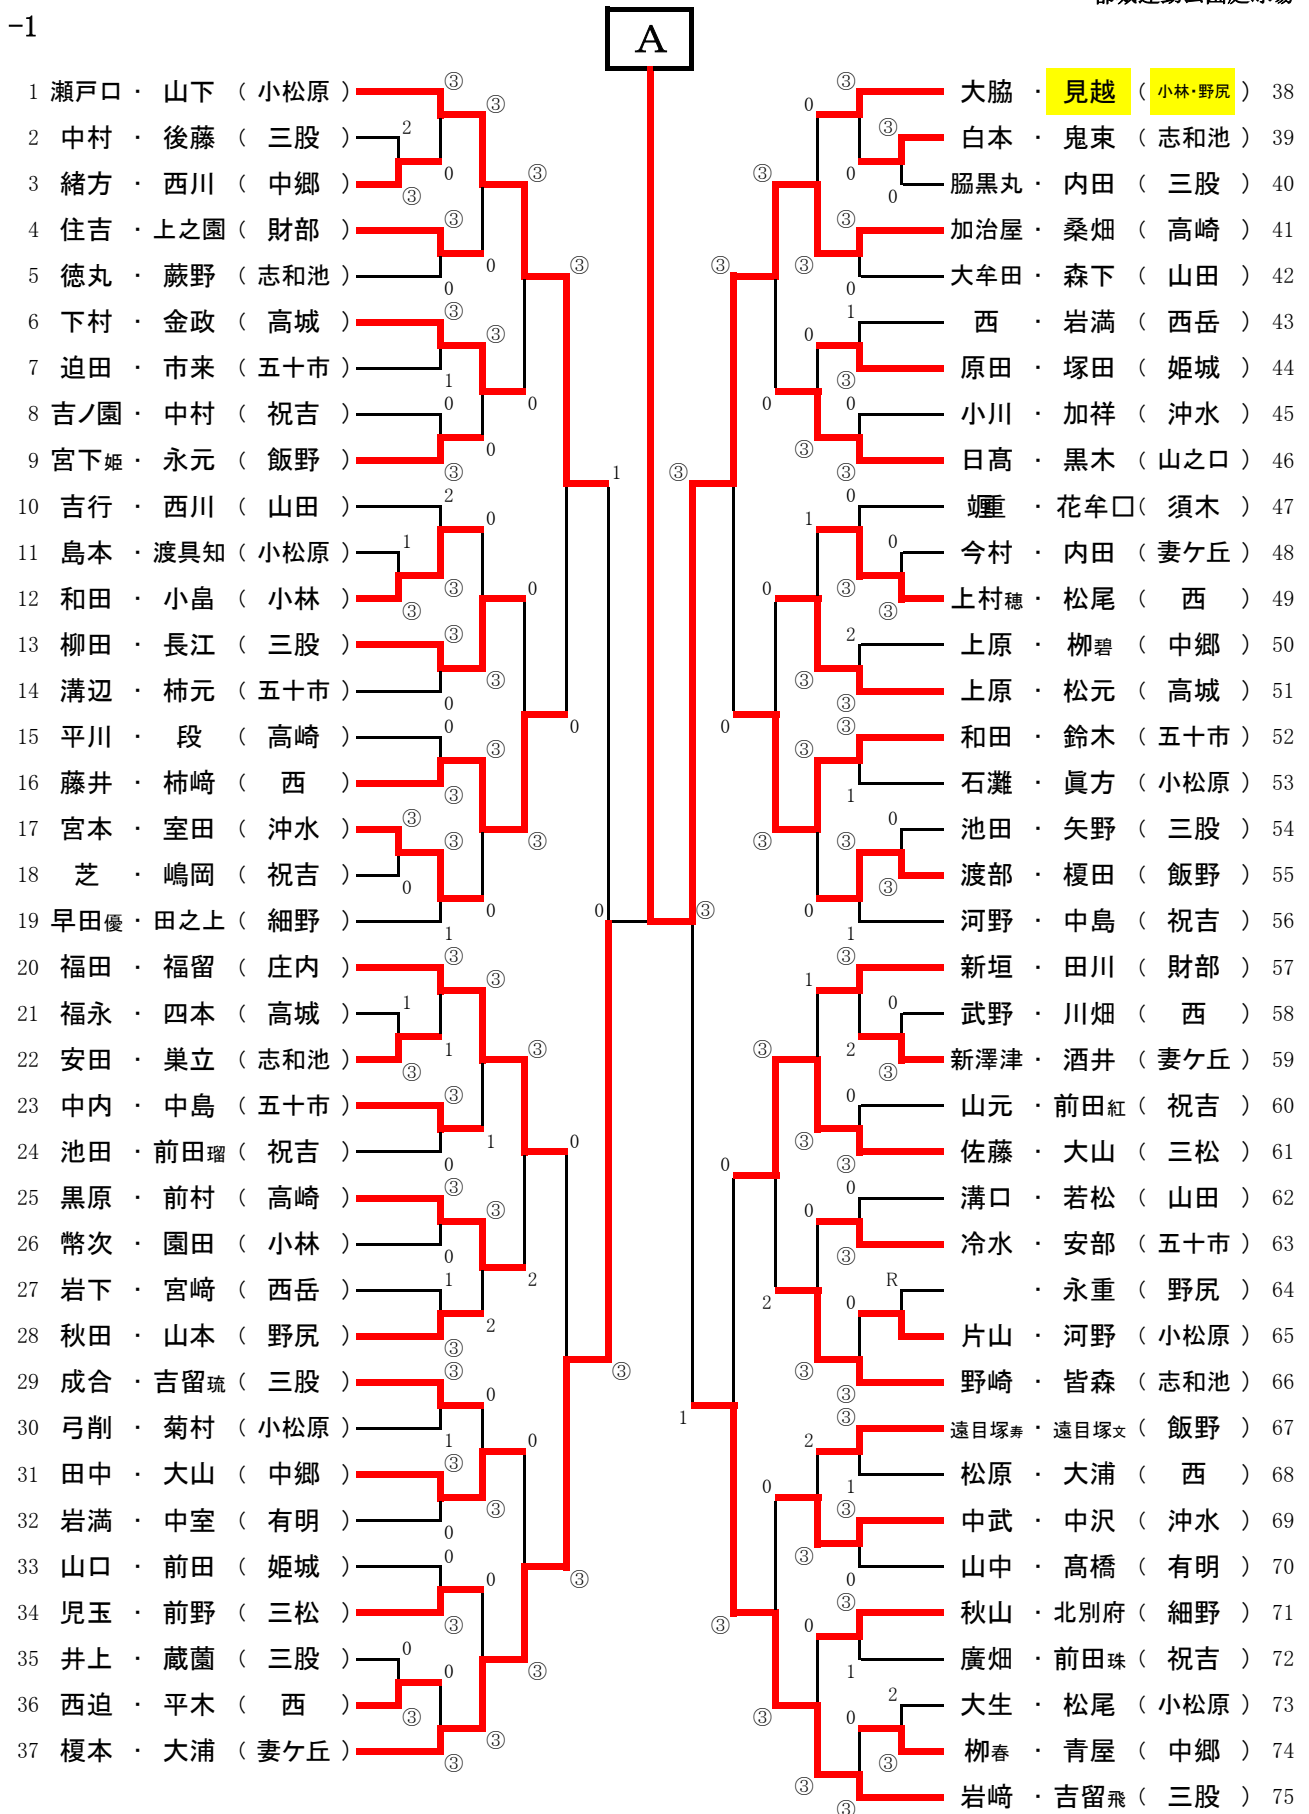 -1
A
1 瀬戸口 ・ 山下 ( 小松原 )
2 中村 ・ 後藤 ( 三股 )
3 緒方 ・ 西川 ( 中郷 )
4 住吉 ・ 上之園 ( 財部 )
5 徳丸 ・ 蕨野 ( 志和池 )
6 下村 ・ 金政 ( 高城 )
7 迫田 ・ 市来 ( 五十市 )
8 吉ノ園 ・ 中村 ( 祝吉 )
9 宮下姫 ・ 永元 ( 飯野 )
10 吉行 ・ 西川 ( 山田 )
11 島本 ・ 渡具知 ( 小松原 )
12 和田 ・ 小畠 ( 小林 )
13 柳田 ・ 長江 ( 三股 )
14 溝辺 ・ 柿元 ( 五十市 )
15 平川 ・ 段 ( 高崎 )
16 藤井 ・ 柿﨑 ( 西 )
17 宮本 ・ 室田 ( 沖水 )
18 芝 ・ 嶋岡 ( 祝吉 )
19 早田優 ・ 田之上 ( 細野 )
20 福田 ・ 福留 ( 庄内 )
21 福永 ・ 四本 ( 高城 )
22 安田 ・ 巣立 ( 志和池 )
23 中内 ・ 中島 ( 五十市 )
24 池田 ・ 前田瑠 ( 祝吉 )
25 黒原 ・ 前村 ( 高崎 )
26 幣次 ・ 園田 ( 小林 )
27 岩下 ・ 宮﨑 ( 西岳 )
28 秋田 ・ 山本 ( 野尻 )
29 成合 ・ 吉留琉 ( 三股 )
30 弓削 ・ 菊村 ( 小松原 )
31 田中 ・ 大山 ( 中郷 )
32 岩満 ・ 中室 ( 有明 )
33 山口 ・ 前田 ( 姫城 )
34 児玉 ・ 前野 ( 三松 )
35 井上 ・ 蔵薗 ( 三股 )
36 西迫 ・ 平木 ( 西 )
37 榎本 ・ 大浦 ( 妻ケ丘 )
大脇 ・ 見越 ( 小林・野尻 ) 38
白本 ・ 鬼束 ( 志和池 ) 39
脇黒丸 ・ 内田 ( 三股 ) 40
加治屋 ・ 桑畑 ( 高崎 ) 41
大牟田 ・ 森下 ( 山田 ) 42
西 ・ 岩満 ( 西岳 ) 43
原田 ・ 塚田 ( 姫城 ) 44
小川 ・ 加祥 ( 沖水 ) 45
日髙 ・ 黒木 ( 山之口 ) 46
・ 花牟口 ( 須木 ) 47
今村 ・ 内田 ( 妻ケ丘 ) 48
上村穂 ・ 松尾 ( 西 ) 49
上原 ・ 栁碧 ( 中郷 ) 50
上原 ・ 松元 ( 高城 ) 51
和田 ・ 鈴木 ( 五十市 ) 52
石灘 ・ 眞方 ( 小松原 ) 53
池田 ・ 矢野 ( 三股 ) 54
渡部 ・ 榎田 ( 飯野 ) 55
河野 ・ 中島 ( 祝吉 ) 56
新垣 ・ 田川 ( 財部 ) 57
武野 ・ 川畑 ( 西 ) 58
新澤津 ・ 酒井 ( 妻ケ丘 ) 59
山元 ・ 前田紅 ( 祝吉 ) 60
佐藤 ・ 大山 ( 三松 ) 61
溝口 ・ 若松 ( 山田 ) 62
冷水 ・ 安部 ( 五十市 ) 63
・ 永重 ( 野尻 ) 64
片山 ・ 河野 ( 小松原 ) 65
野崎 ・ 皆森 ( 志和池 ) 66
遠目塚寿 ・ 遠目塚文 ( 飯野 ) 67
松原 ・ 大浦 ( 西 ) 68
中武 ・ 中沢 ( 沖水 ) 69
山中 ・ 髙橋 ( 有明 ) 70
秋山 ・ 北別府 ( 細野 ) 71
廣畑 ・ 前田珠 ( 祝吉 ) 72
大生 ・ 松尾 ( 小松原 ) 73
栁春 ・ 青屋 ( 中郷 ) 74
岩﨑 ・ 吉留飛 ( 三股 ) 75